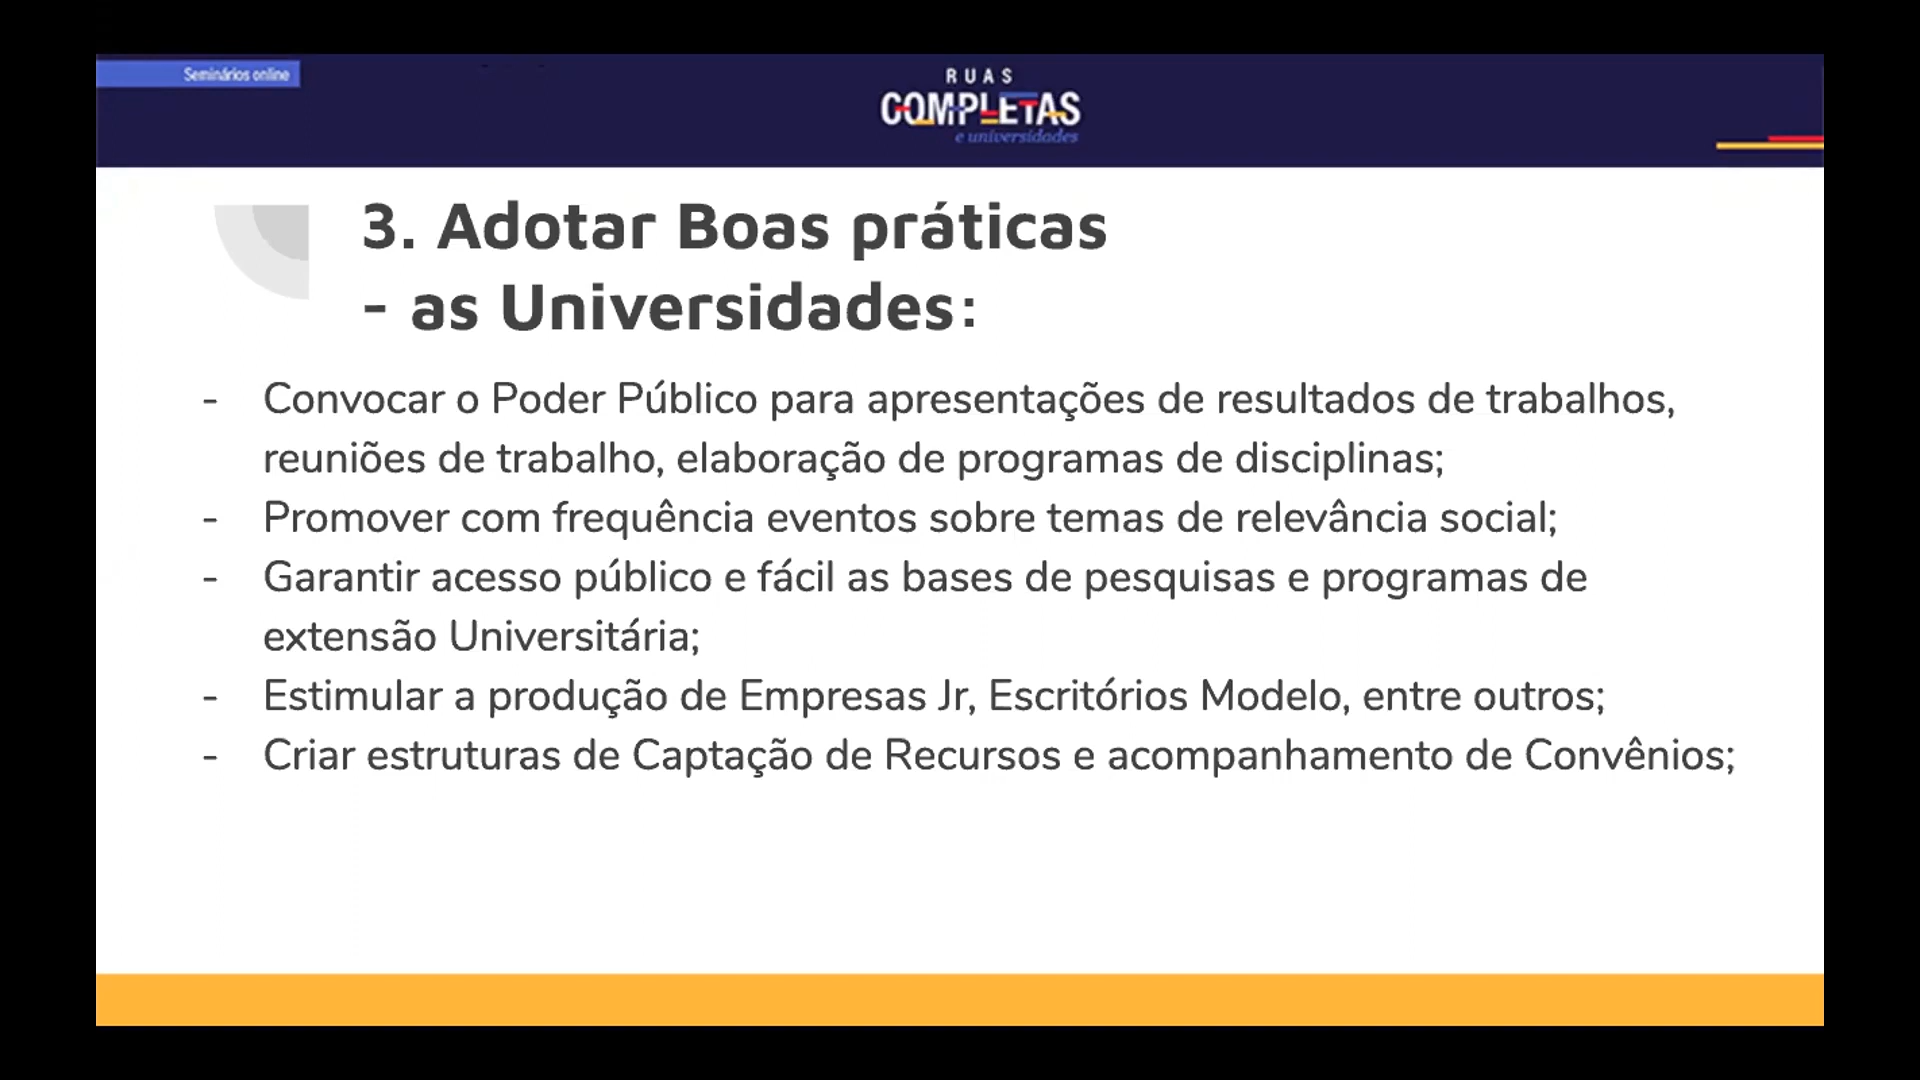 Seminários online
RUAS
COMPLETAS
e universidades
3. Adotar Boas práticas
- as Universidades:
- Convocar o Poder Público para apresentações de resultados de trabalhos,
reuniões de trabalho, elaboração de programas de disciplinas;
- Promover com frequência eventos sobre temas de relevância social;
- Garantir acesso público e fácil as bases de pesquisas e programas de
extensão Universitária;
- Estimular a produção de Empresas Jr, Escritórios Modelo, entre outros;
- Criar estruturas de Captação de Recursos e acompanhamento de Convênios;